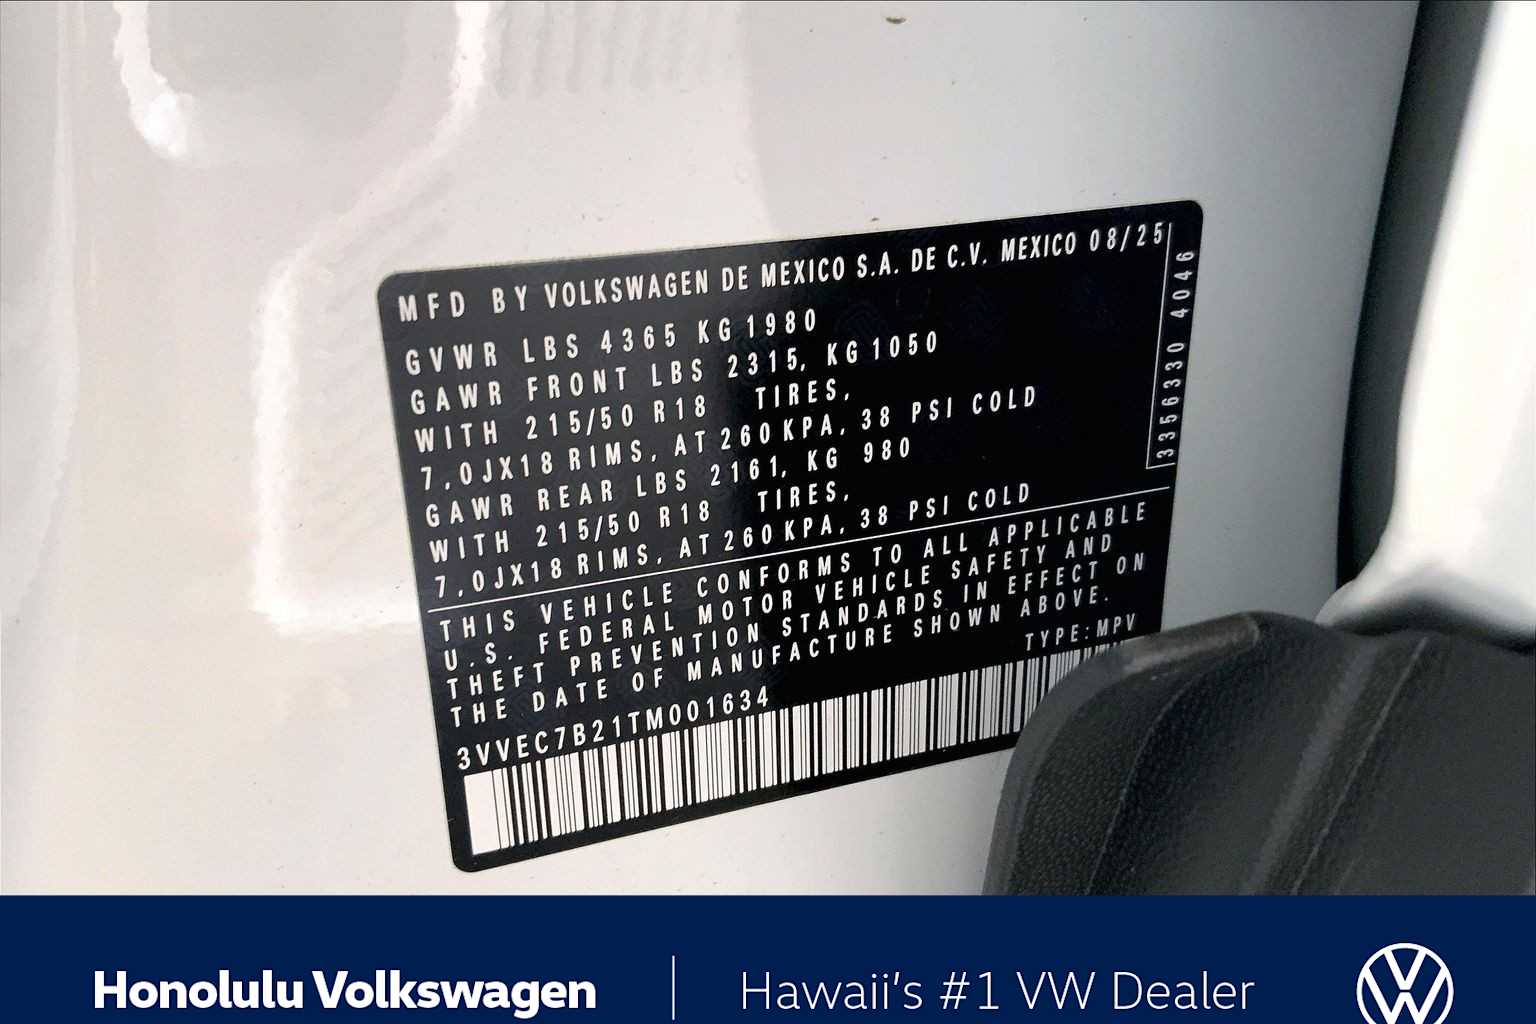 MFD BY VOLKSWAGEN DE MEXICO S.A. DE C.V. MEXICO 08/25
GVWR LBS 4365 KG 1980
GAWR FRONT LBS 2315, KG 1050
WITH 215/50 R18 TIRES,
7,0JX18 RIMS, AT 260 KPA, 38 PSI COLD
GAWR REAR LBS 2161, KG 980
WITH 215/50 R18 TIRES,
7,0JX18 RIMS, AT 260 KPA, 38 PSI COLD
3356330 4046
THIS VEHICLE CONFORMS TO ALL APPLICABLE
U.S. FEDERAL MOTOR VEHICLE SAFETY AND
THEFT PREVENTION STANDARDS IN EFFECT ON
THE DATE OF MANUFACTURE SHOWN ABOVE.
TYPE:MPV
3VVEC7B21TM001634
Honolulu Volkswagen
Hawaii's #1 VW Dealer